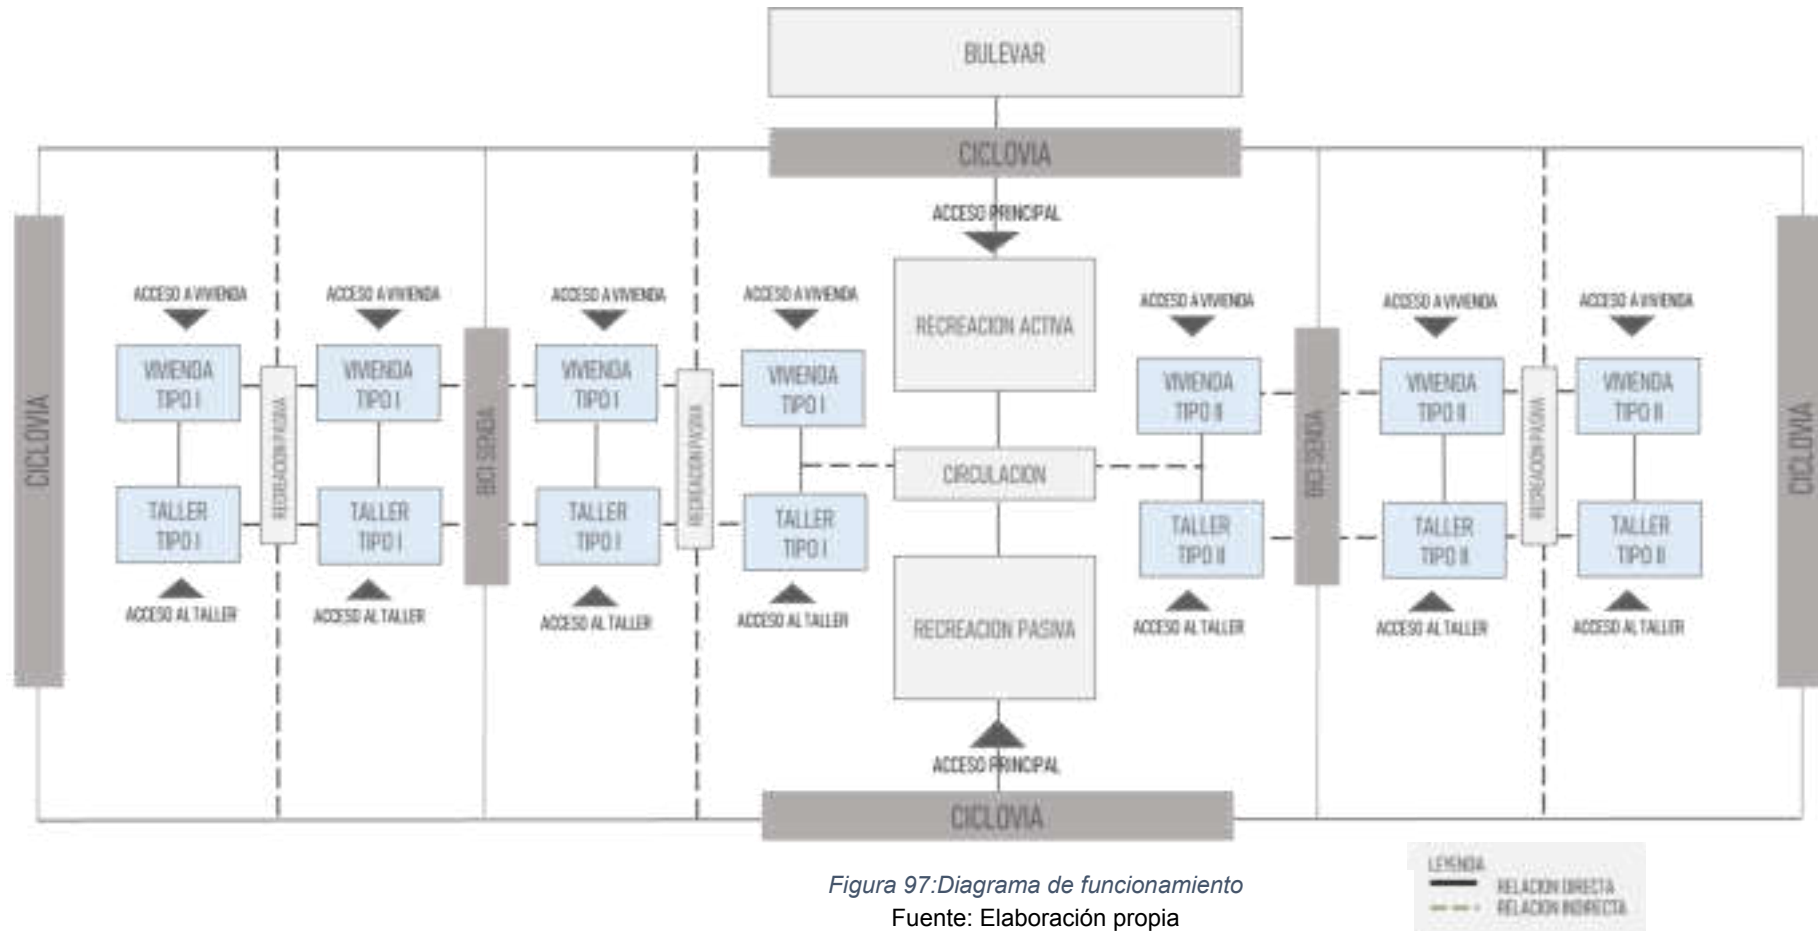 BULEVAR
CICLOVIA
ACCESO PRINCIPAL
CICLOVIA
ACCESO A VIVIENDA
ACCESO A VIVIENDA
ACCESO A VIVIENDA
ACCESO A VIVIENDA
RECREACION ACTIVA
ACCESO A VIVIENDA
ACCESO A VIVIENDA
ACCESO A VIVIENDA
CICLOVIA
VIVIENDA
TIPO I
RECREACION PASIVA
VIVIENDA
TIPO I
BICI SENDA
VIVIENDA
TIPO I
RECREACION PASIVA
VIVIENDA
TIPO I
VIVIENDA
TIPO II
BICI-SENDA
VIVIENDA
TIPO II
RECREACION PASIVA
VIVIENDA
TIPO II
CIRCULACION
TALLER
TIPO I
TALLER
TIPO I
TALLER
TIPO I
TALLER
TIPO I
TALLER
TIPO II
TALLER
TIPO II
TALLER
TIPO II
ACCESO AL TALLER
ACCESO AL TALLER
ACCESO AL TALLER
ACCESO AL TALLER
RECREACION PASIVA
ACCESO AL TALLER
ACCESO AL TALLER
ACCESO AL TALLER
ACCESO PRINCIPAL
CICLOVIA
LEYENDA
RELACION DIRECTA
RELACION INDIRECTA
Figura 97:Diagrama de funcionamiento
Fuente: Elaboración propia